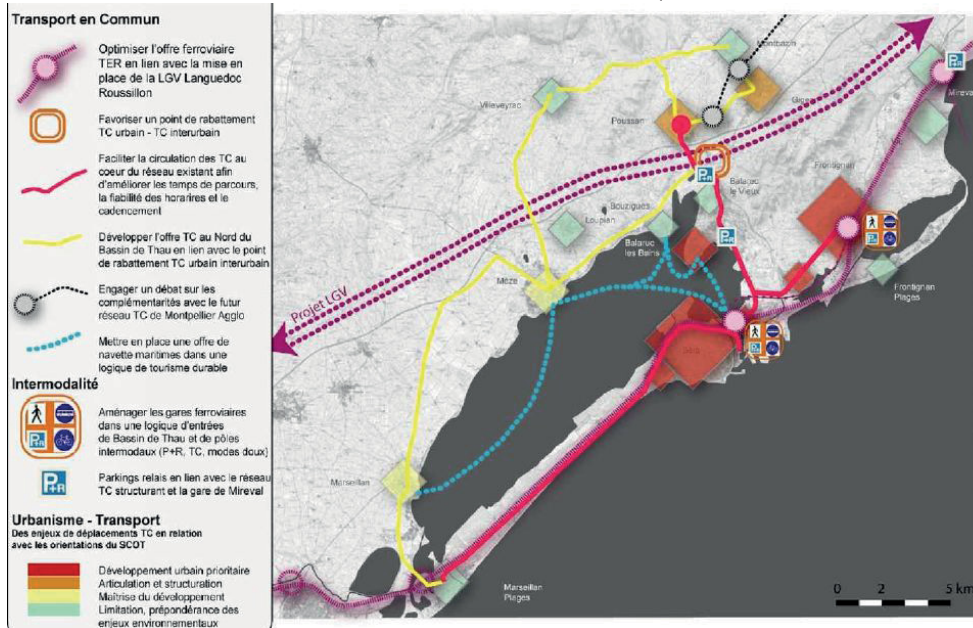 Transport en Commun
Optimiser l'offre ferroviaire
TER en lien avec la mise en
place de la LGV Languedoc
Roussillon
Favoriser un point de rabattement
TC urbain - TC interurbain
Faciliter la circulation des TC au
coeur du réseau existant afin
d'améliorer les temps de parcours,
la fiabilité des horarires et le
cadencement
Développer l'offre TC au Nord du
Bassin de Thau en lien avec le point
de rabattement TC urbain interurbain
Engager un débat sur les
complémentarités avec le futur
réseau TC de Montpellier Agglo
Mettre en place une offre de
navette maritimes dans une
logique de tourisme durable
Intermodalité
P+R
Aménager les gares ferroviaires
dans une logique d'entrées
de Bassin de Thau et de pôles
intermodaux (P+R, TC, modes doux)
P+R
Parkings relais en lien avec le réseau
TC structurant et la gare de Mireval
Urbanisme - Transport
Des enjeux de déplacements TC en relation
avec les orientations du SCOT
Développement urbain prioritaire
Articulation et structuration
Maîtrise du développement
Limitation, prépondérance des
enjeux environnementaux
Montbazin
P+R
Mireval
Villeveyrac
Gigean
Poussan
P+R
Balaruc
le Vieux
Frontignan
Bouzigues
Loupian
P+R
P+R
Balaruc
les Bains
Frontignan
Plages
Mèze
Projet LGV
Sète
P+R
Marseillan
Marseillan
Plages
0 2 5 km